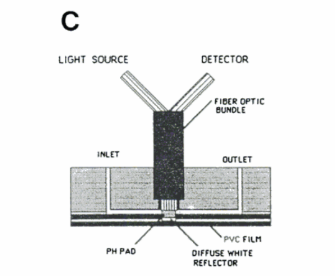 C
LIGHT SOURCE
DETECTOR
FIBER OPTIC
BUNDLE
INLET
OUTLET
PH PAD
DIFFUSE WHITE
REFLECTOR
PVC FILM